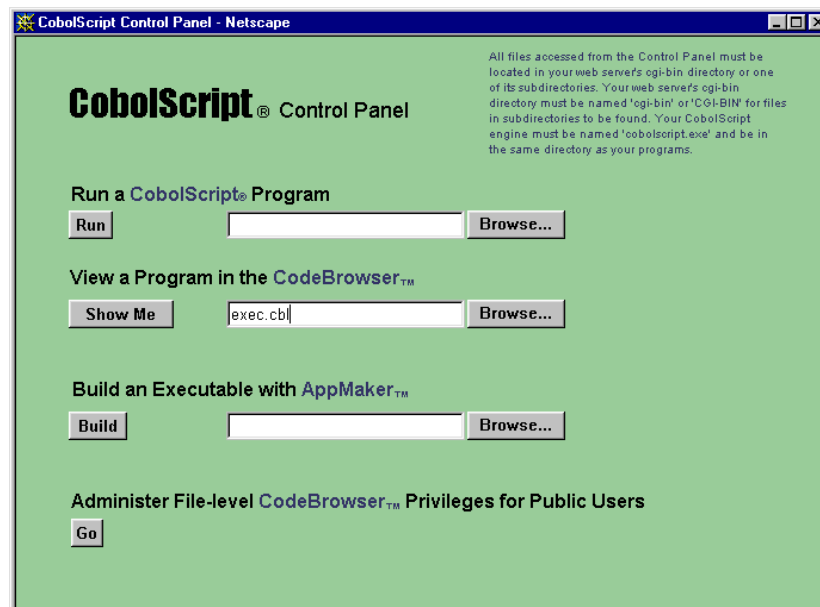 CobolScript Control Panel - Netscape
All files accessed from the Control Panel must be
located in your web server's cgi-bin directory or one
of its subdirectories. Your web server's cgi-bin
directory must be named 'cgi-bin' or 'CGI-BIN' for files
in subdirectories to be found. Your CobolScript
engine must be named 'cobolscript.exe' and be in
the same directory as your programs.
CobolScript ® Control Panel
Run a CobolScript® Program
Run
Browse...
View a Program in the CodeBrowser™
Show Me
exec.cbl
Browse...
Build an Executable with AppMaker™
Build
Browse...
Administer File-level CodeBrowser™ Privileges for Public Users
Go